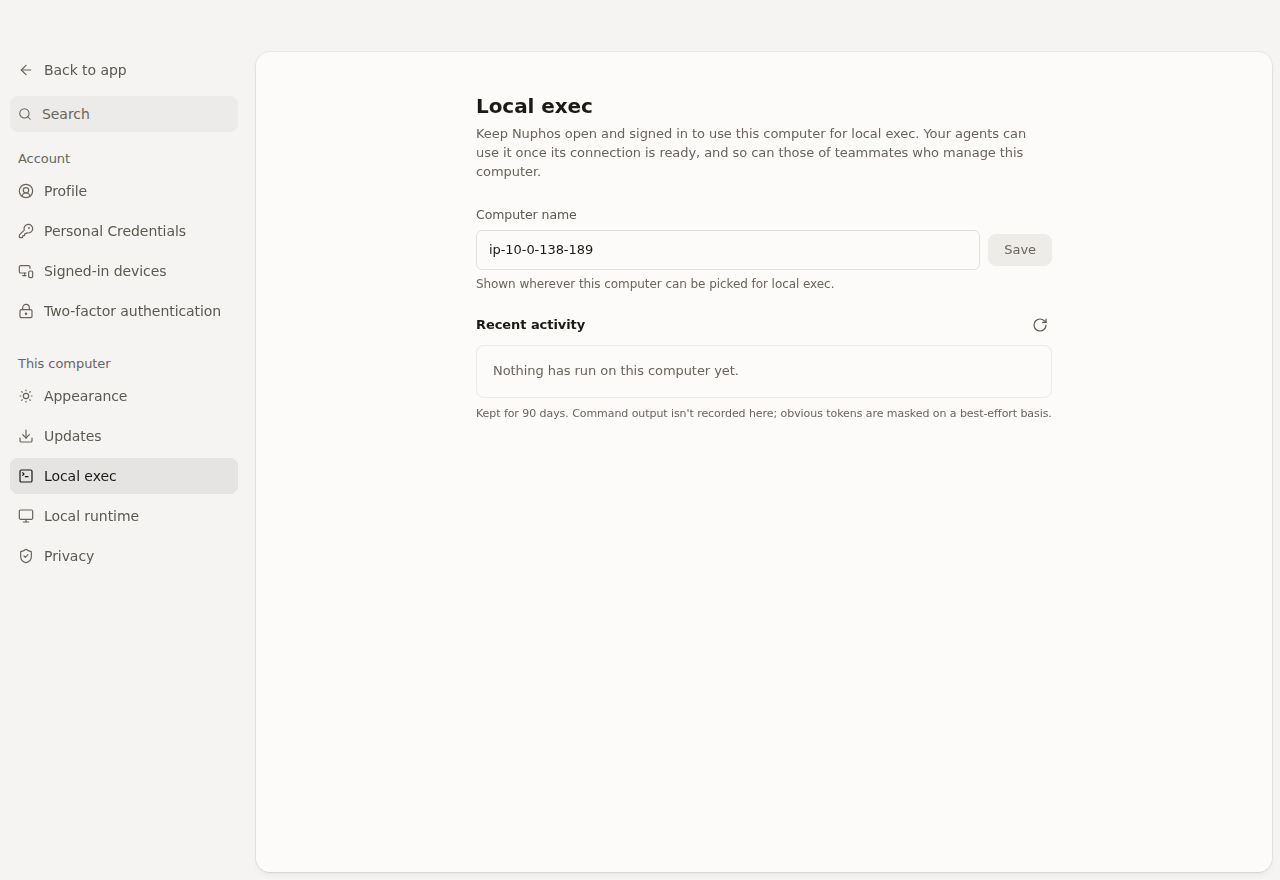 Back to app
Search
Account
Profile
Personal Credentials
Signed-in devices
Two-factor authentication
This computer
Appearance
Updates
Local exec
Local runtime
Privacy
Local exec
Keep Nuphos open and signed in to use this computer for local exec. Your agents can
use it once its connection is ready, and so can those of teammates who manage this
computer.
Computer name
ip-10-0-138-189
Save
Shown wherever this computer can be picked for local exec.
Recent activity
Nothing has run on this computer yet.
Kept for 90 days. Command output isn't recorded here; obvious tokens are masked on a best-effort basis.